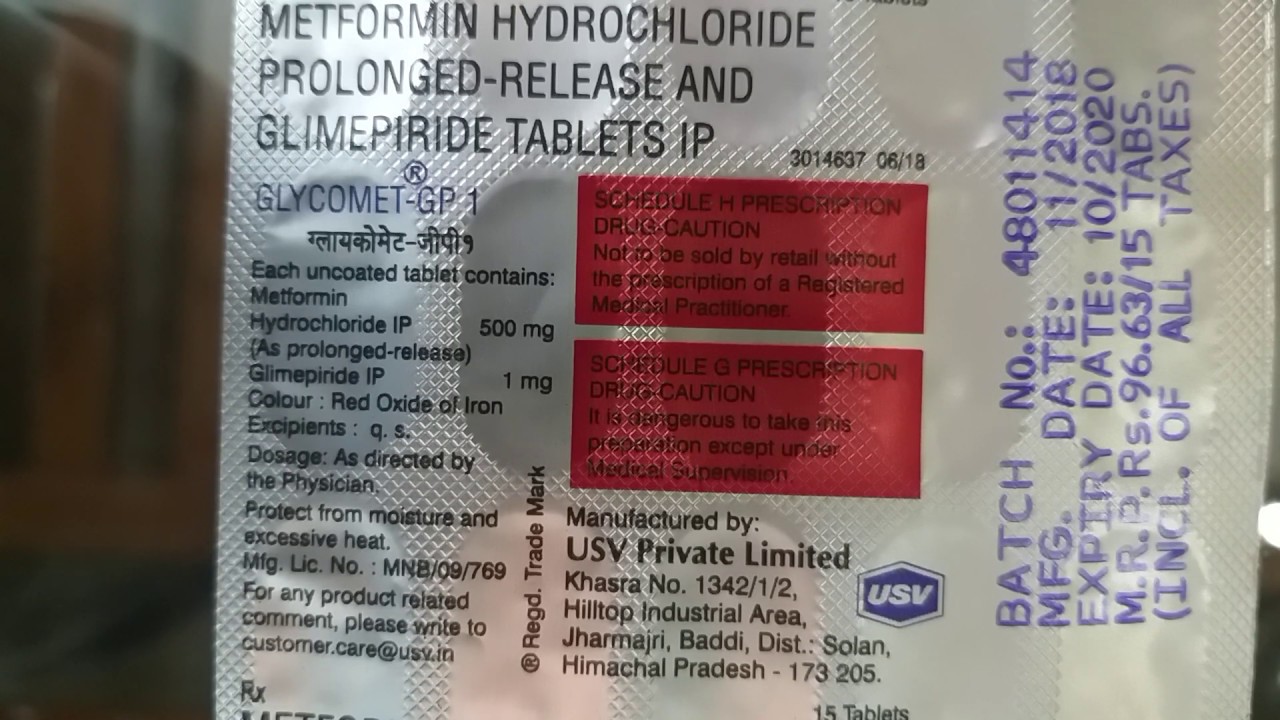 METFORMIN HYDROCHLORIDE
PROLONGED-RELEASE AND
GLIMEPIRIDE TABLETS IP
3014637 06/18
GLYCOMET-GP 1
®
ग्लायकोमेट-जीपी१
Each uncoated tablet contains:
Metformin
Hydrochloride IP 500 mg
(As prolonged-release)
Glimepiride IP 1 mg
Colour : Red Oxide of Iron
Excipients : q. s.
Dosage: As directed by
the Physician.
Protect from moisture and
excessive heat.
Mfg. Lic. No. : MNB/09/769
For any product related
comment, please write to
customer.care@usv.in
Rx
SCHEDULE H PRESCRIPTION
DRUG-CAUTION
Not to be sold by retail without
the prescription of a Registered
Medical Practitioner.
SCHEDULE G PRESCRIPTION
DRUG-CAUTION
It is dangerous to take this
preparation except under
Medical Supervision.
® Regd. Trade Mark
Manufactured by:
USV Private Limited
Khasra No. 1342/1/2,
Hilltop Industrial Area,
Jharmajri, Baddi, Dist.: Solan,
Himachal Pradesh - 173 205.
USV
15 Tablets
BATCH No.: 48011414
MFG. DATE: 11/2018
EXPIRY DATE: 10/2020
M.R.P.Rs.96.63/15 TABS.
(INCL. OF ALL TAXES)